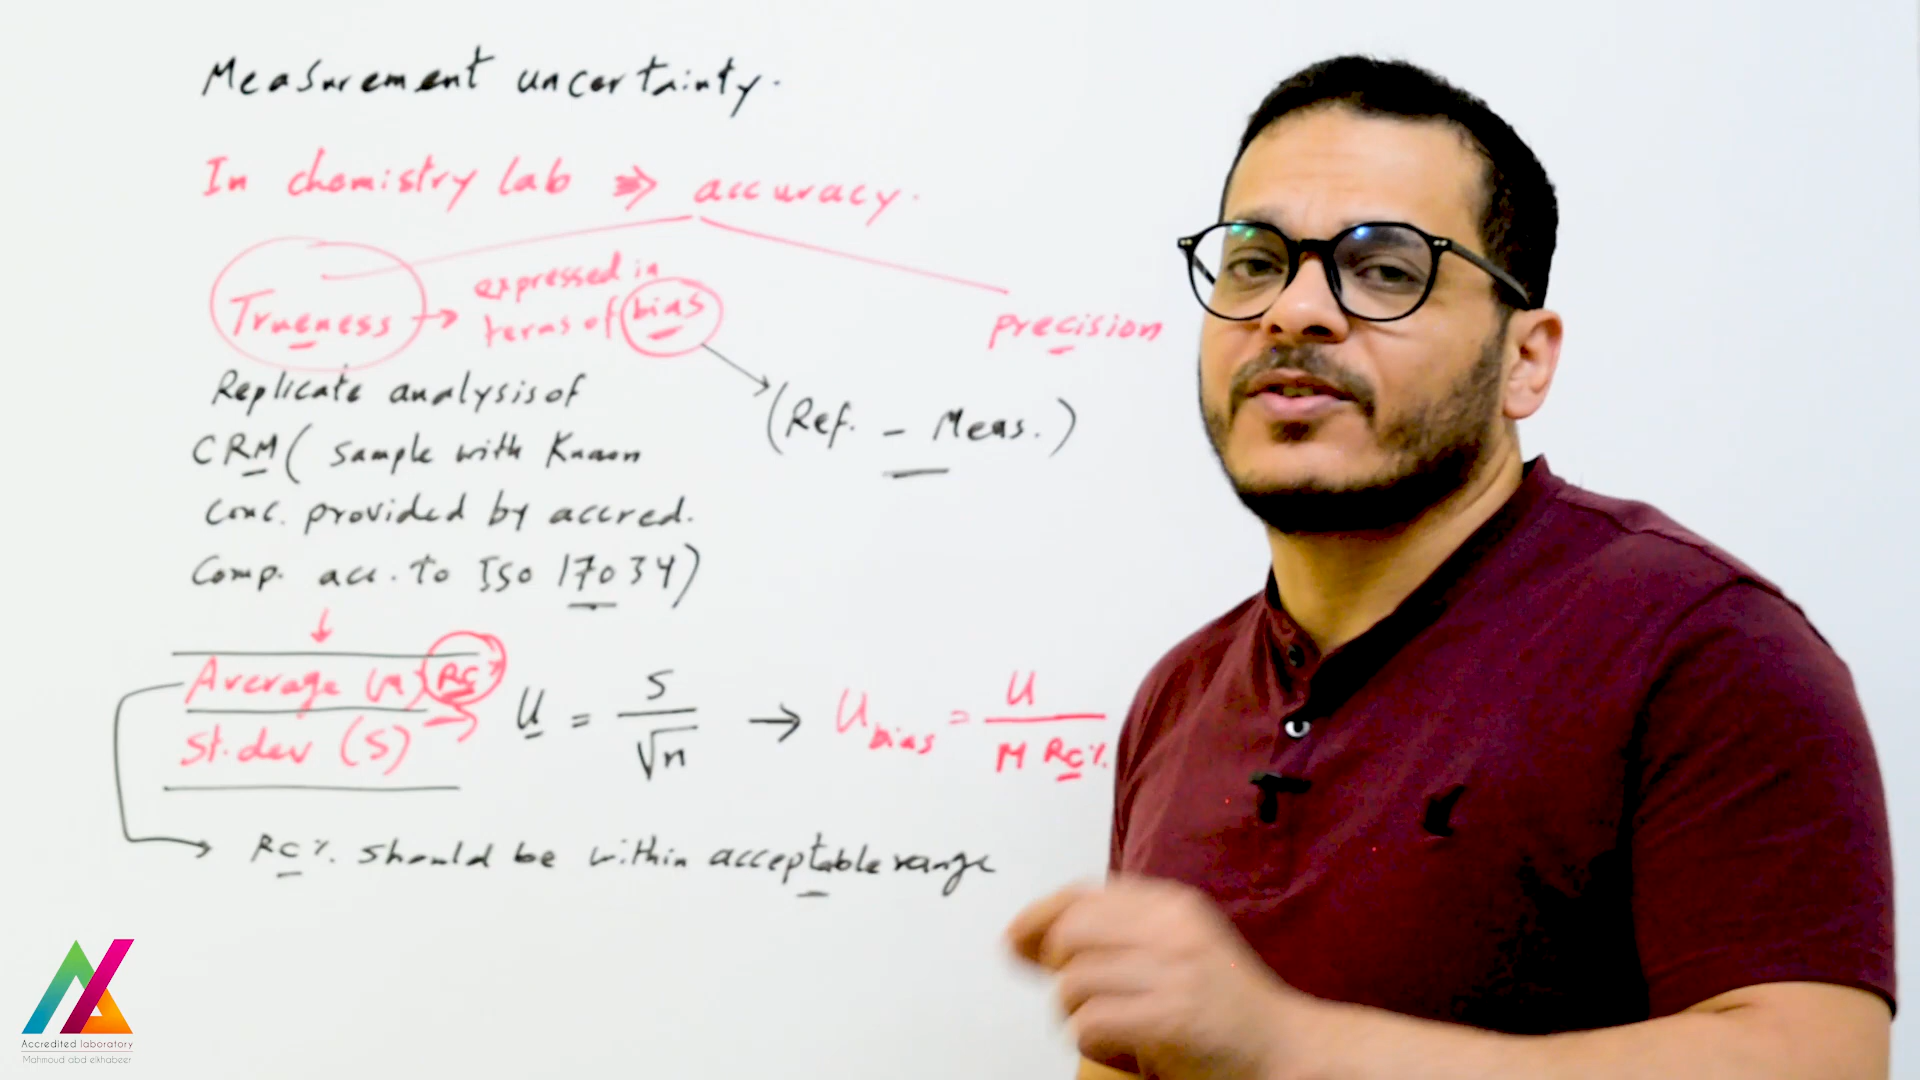 Measurement uncertainty.
In chemistry lab ⇒ accuracy.
Trueness → expressed in
terms of bias
precision
(Ref. - Meas.)
Replicate analysis of
CRM ( sample with Known
Conc. provided by accred.
Comp. acc. to ISO 17034)
Average RC%
St. dev (S)
U = S / √n → U bias = U / M RC%
RC% should be within acceptable range
Accredited laboratory
Mahmoud abd elkhabeer